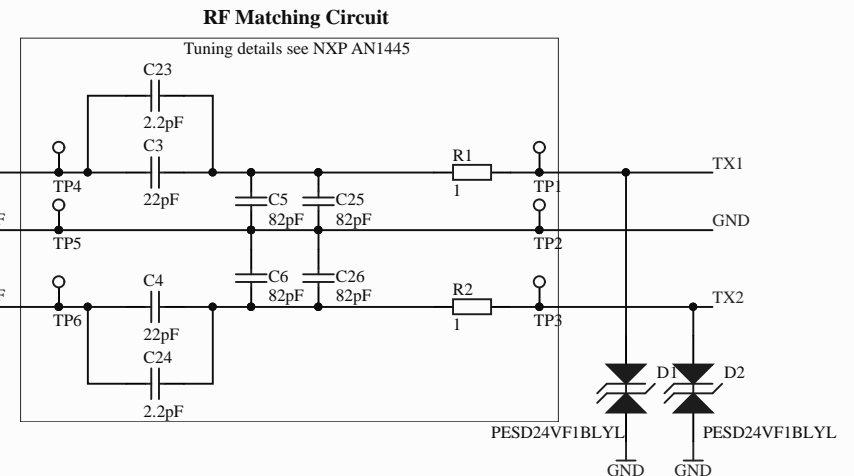 RF Matching Circuit
Tuning details see NXP AN1445
C23
2.2pF
C3
22pF
R1
1
TX1
TP4
TP1
C5
82pF
C25
82pF
F
TP5
TP2
GND
C6
82pF
C26
82pF
C4
22pF
R2
1
TX2
F
TP6
TP3
C24
2.2pF
D1
D2
PESD24VF1BLYL
PESD24VF1BLYL
GND
GND